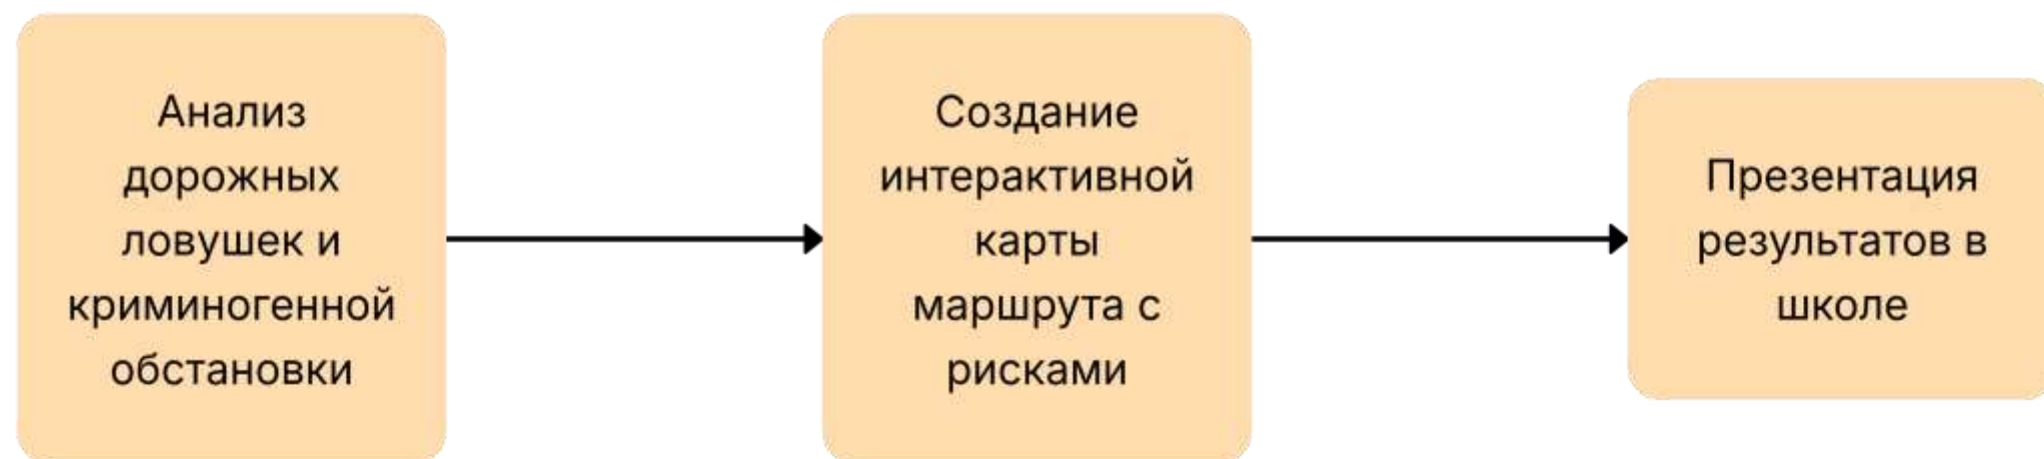 Анализ
дорожных
ловушек и
криминогенной
обстановки
Создание
интерактивной
карты
маршрута с
рисками
Презентация
результатов в
школе